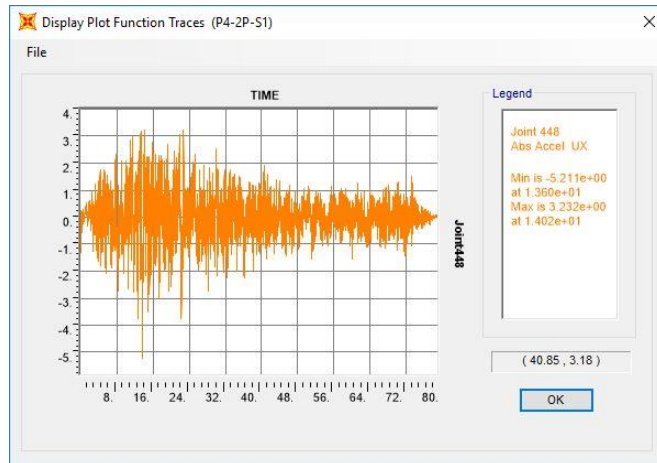 Display Plot Function Traces (P4-2P-S1)
File
TIME
4.
3.
2.
1.
0.
-1.
-2.
-3.
-4.
-5.
8. 16. 24. 32. 40. 48. 56. 64. 72. 80.
Joint448
Legend
Joint 448
Abs Accel UX
Min is -5.211e+00
at 1.360e+01
Max is 3.232e+00
at 1.402e+01
( 40.85 , 3.18 )
OK